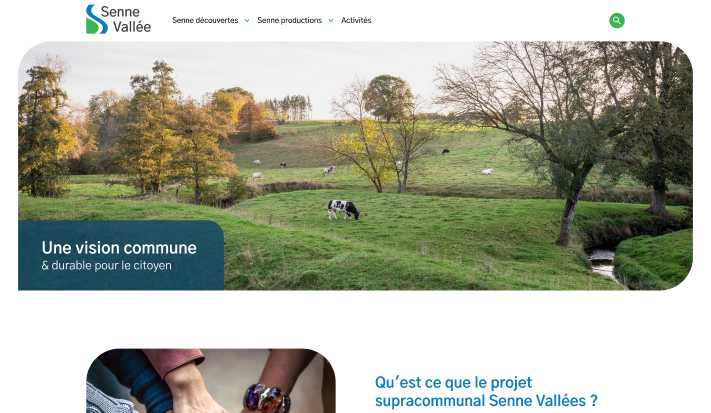 Senne
Vallée
Senne découvertes
Senne productions
Activités
Une vision commune
& durable pour le citoyen
Qu'est ce que le projet
supracommunal Senne Vallées ?